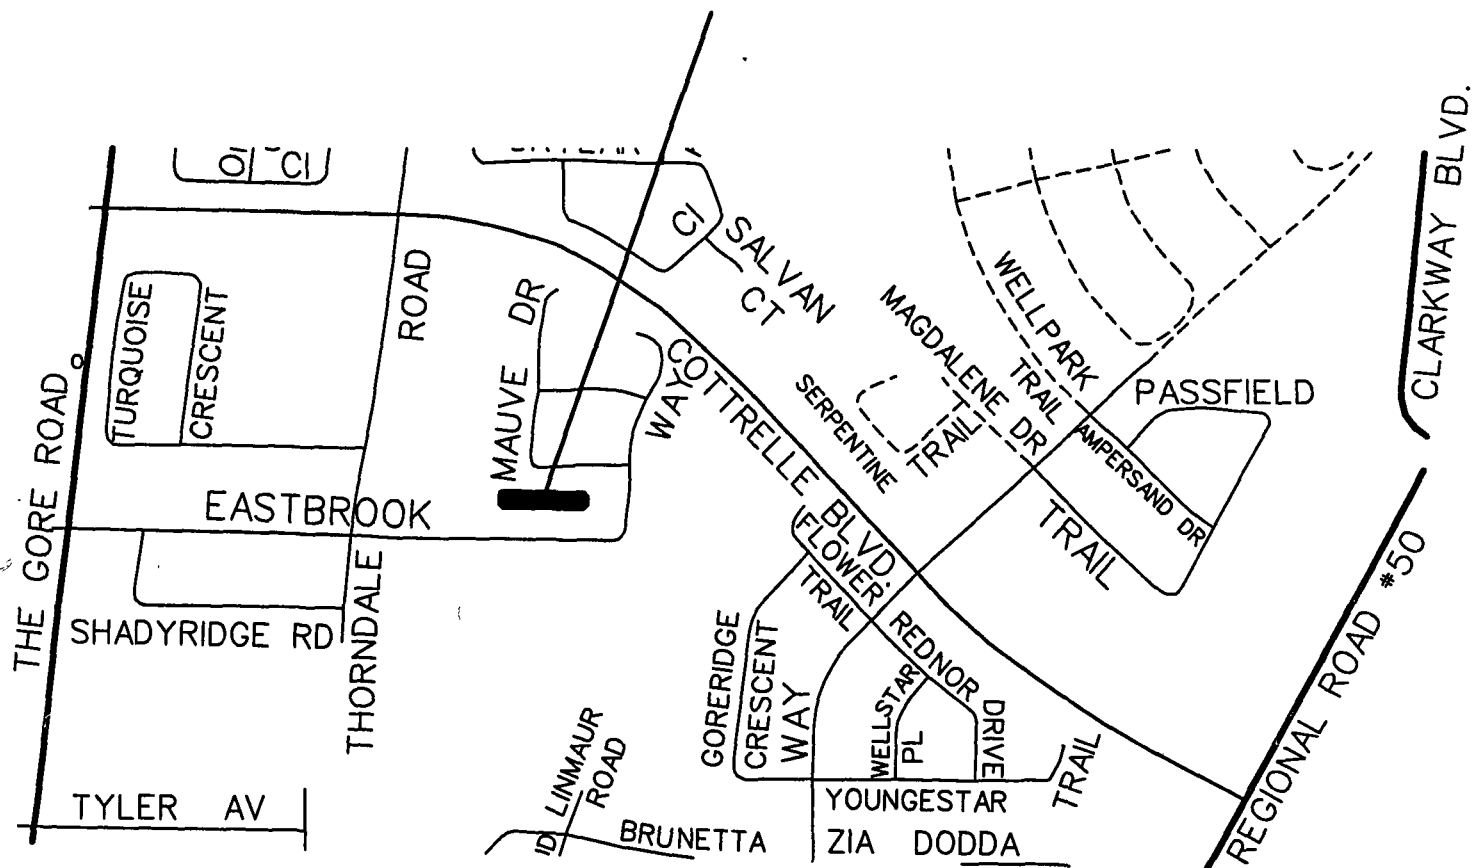 CI
CI
SALVAN
CT
CLARKWAY BLVD.
ROAD
TURQUOISE
CRESCENT
MAUVE DR
WAY
COTTRELLE BLVD.
WELLPARK
TRAIL
MAGDALENE DR
SERPENTINE
TRAIL
PASSFIELD
TRAIL
AMPERSAND DR
THE GORE ROAD
EASTBROOK
SHADYRIDGE RD
THORNDALE
FLOWER
TRAIL
REDNOR
DRIVE
GORERIDGE
CRESCENT
WAY
WELLSTAR
PL
REGIONAL ROAD #50
YOUNGESTAR
TRAIL
LINMAUR
ROAD
TYLER AV
BRUNETTA
ZIA DODDA